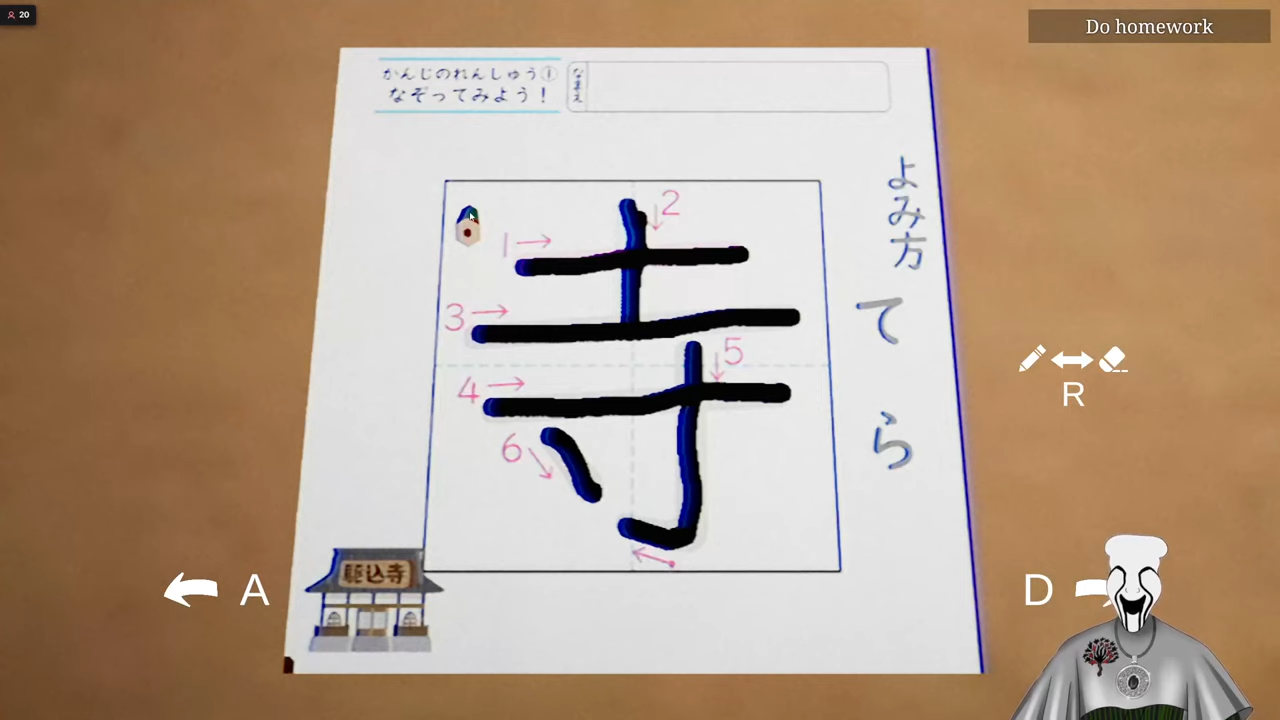 20
Do homework
かんじのれんしゅう①
なぞってみよう！
なまえ
よみ方
てら
寺
1
2
3
4
5
6
R
A
D
駆込寺